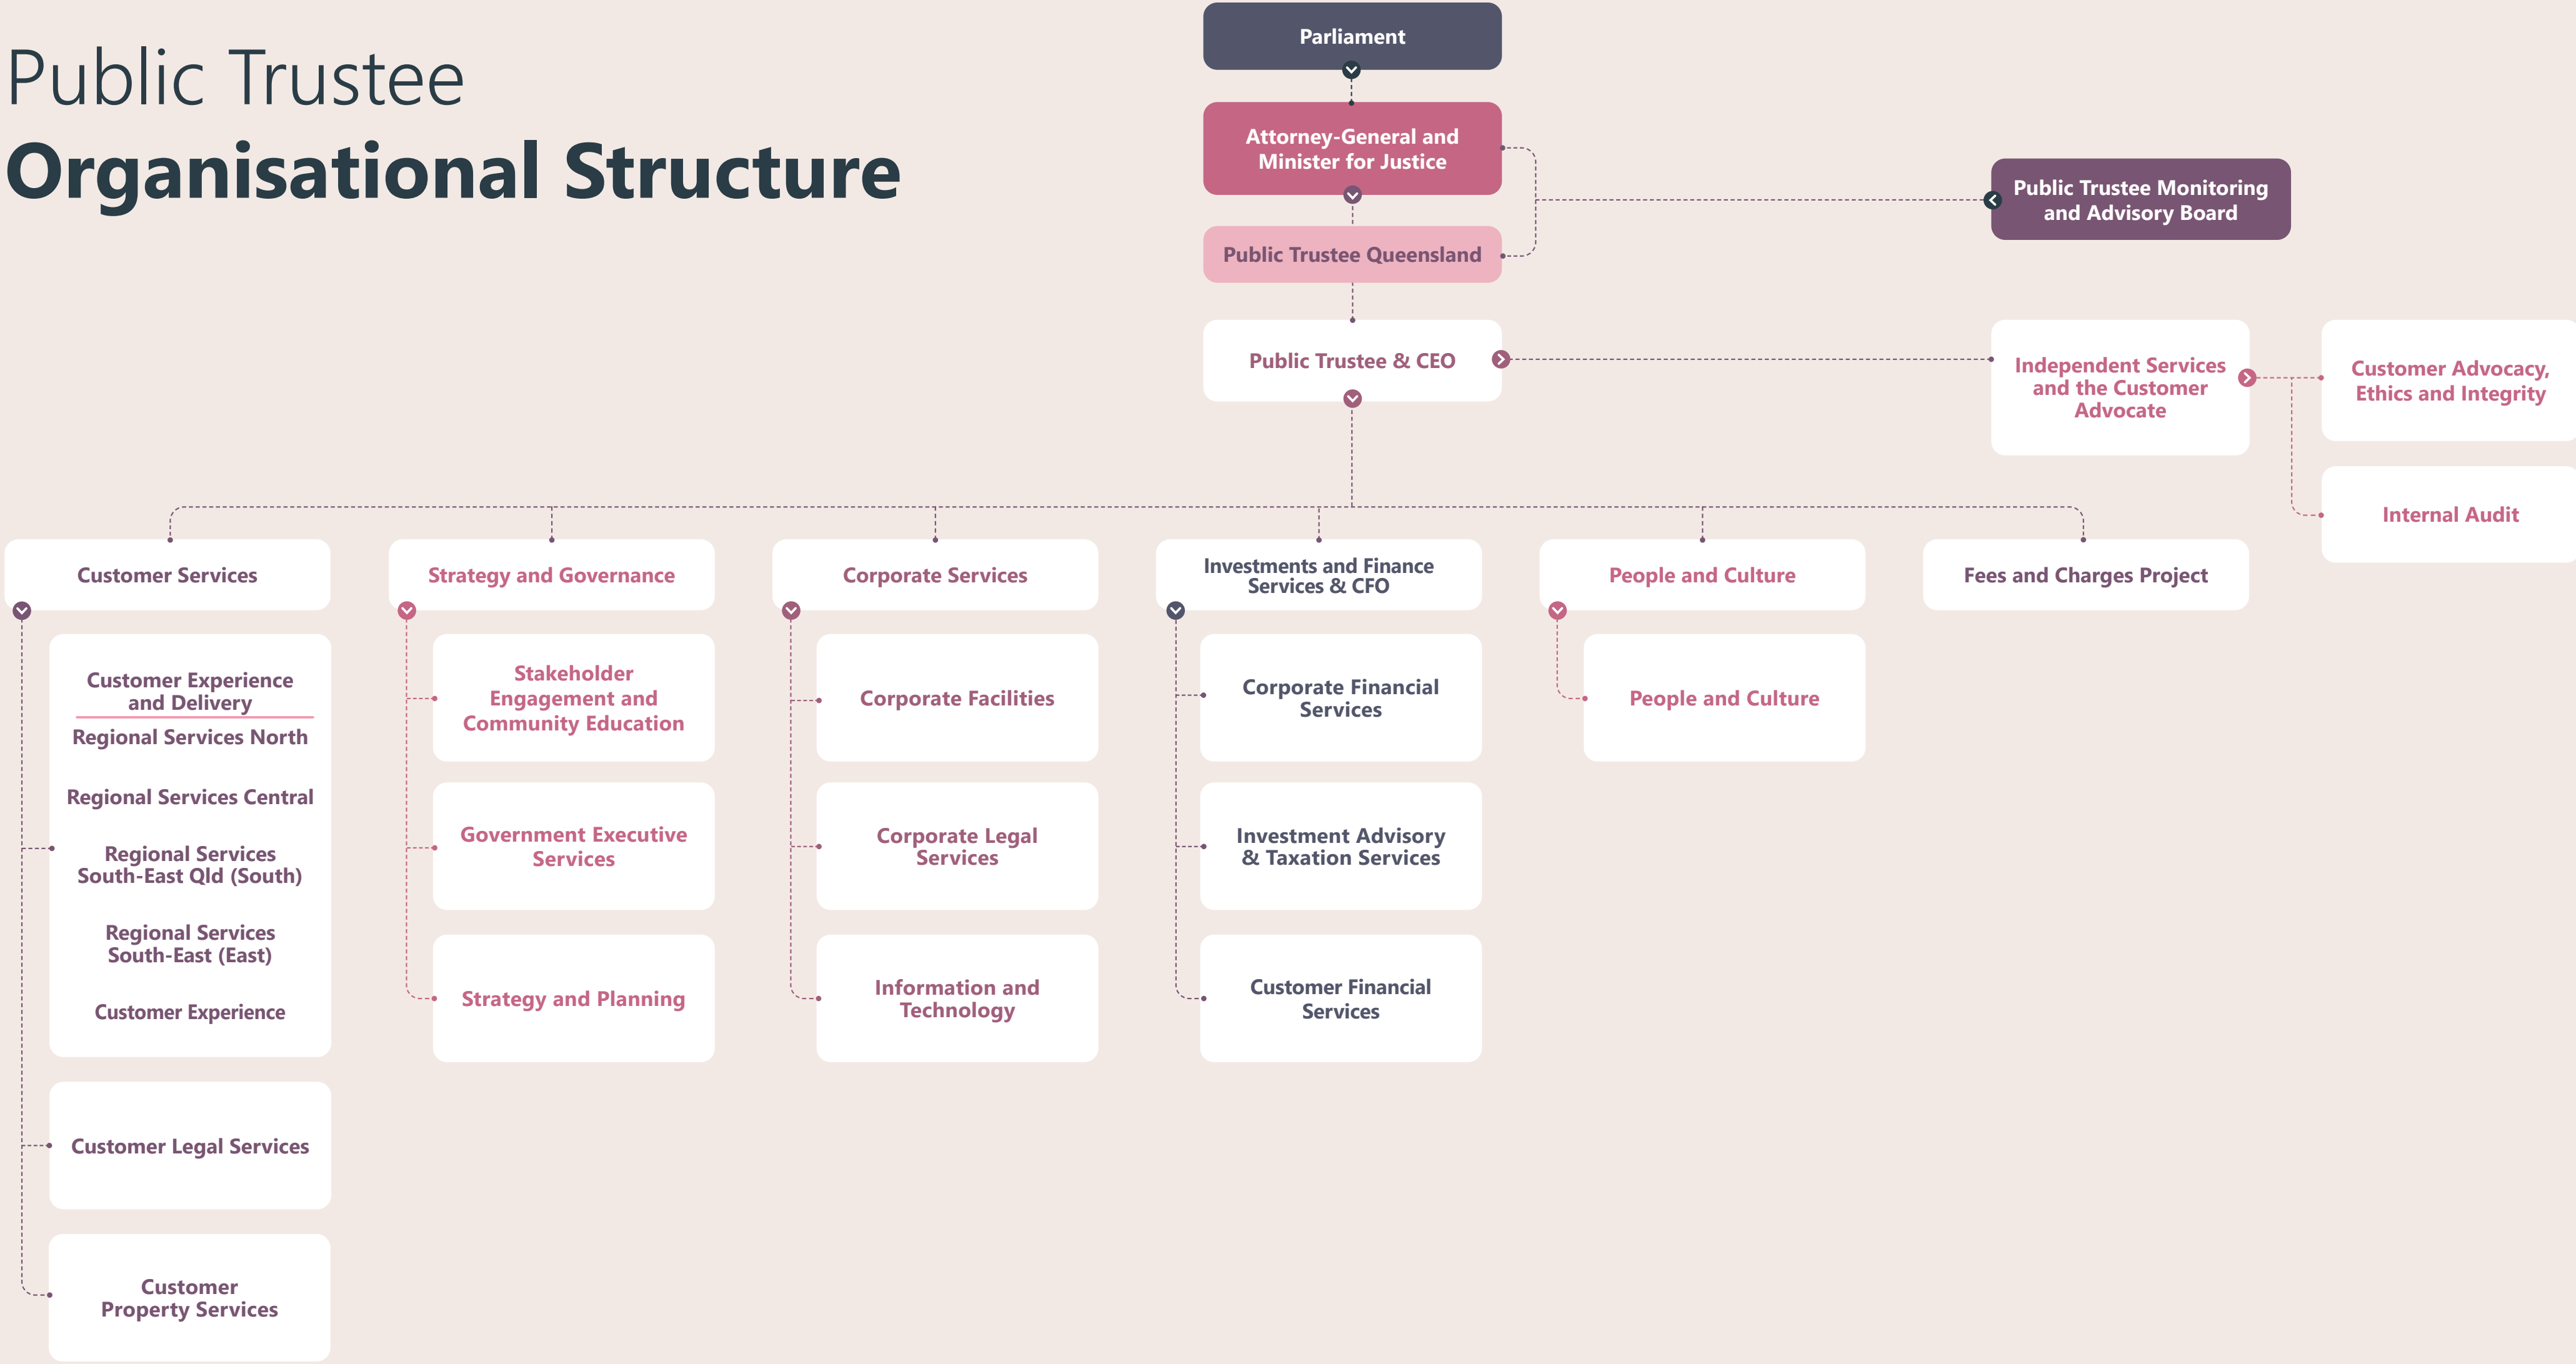 Public Trustee
Organisational Structure
Parliament
Attorney-General and
Minister for Justice
Public Trustee Monitoring
and Advisory Board
Public Trustee Queensland
Public Trustee & CEO
Independent Services
and the Customer
Advocate
Customer Advocacy,
Ethics and Integrity
Internal Audit
Customer Services
Customer Experience
and Delivery
Regional Services North
Regional Services Central
Regional Services
South-East Qld (South)
Regional Services
South-East (East)
Customer Experience
Customer Legal Services
Customer
Property Services
Strategy and Governance
Stakeholder
Engagement and
Community Education
Government Executive
Services
Strategy and Planning
Corporate Services
Corporate Facilities
Corporate Legal
Services
Information and
Technology
Investments and Finance
Services & CFO
Corporate Financial
Services
Investment Advisory
& Taxation Services
Customer Financial
Services
People and Culture
People and Culture
Fees and Charges Project